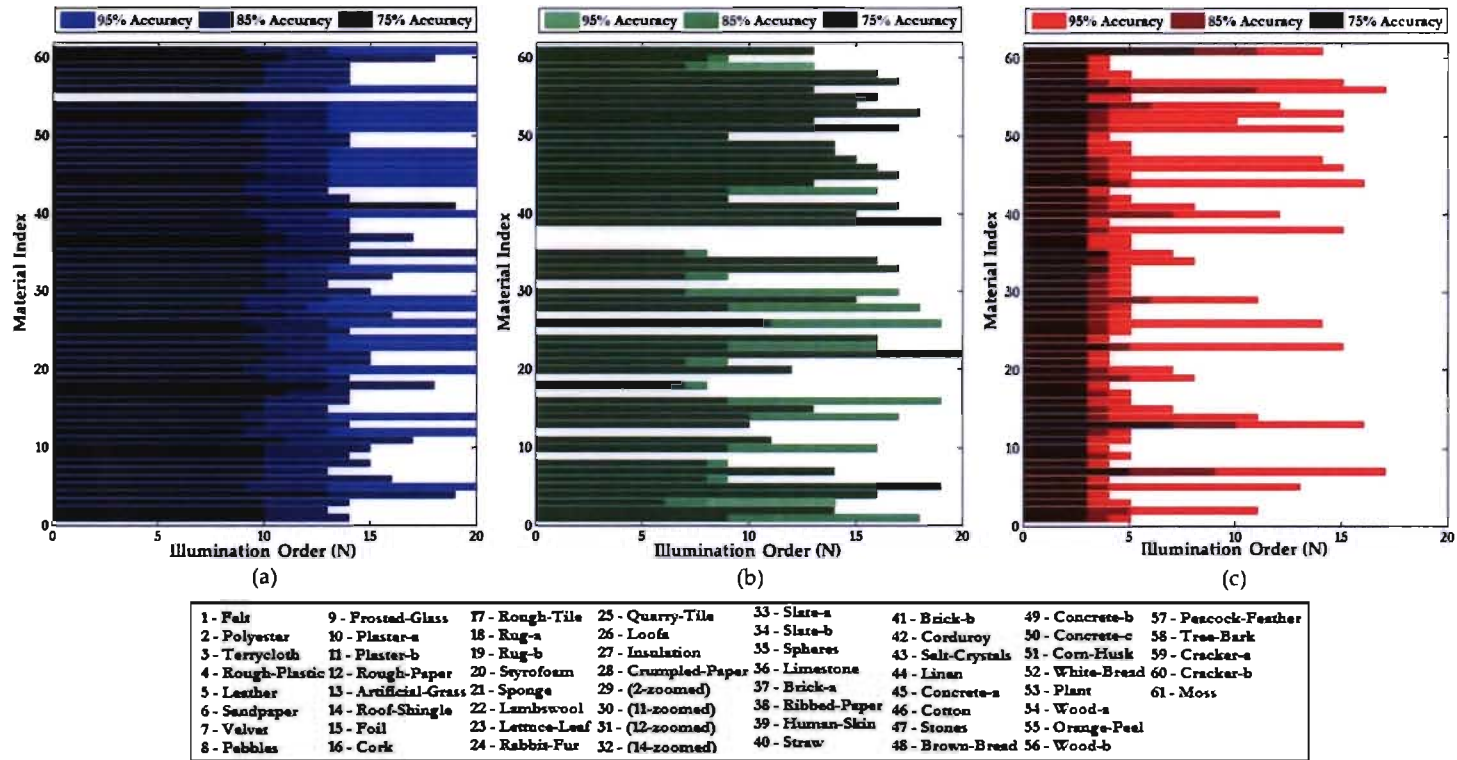 95% Accuracy 85% Accuracy 75% Accuracy
95% Accuracy 85% Accuracy 75% Accuracy
95% Accuracy 85% Accuracy 75% Accuracy
60
50
40
30
20
10
0
Material Index
0 5 10 15 20
Illumination Order (N)
(a)
60
50
40
30
20
10
0
Material Index
0 5 10 15 20
Illumination Order (N)
(b)
60
50
40
30
20
10
0
Material Index
0 5 10 15 20
Illumination Order (N)
(c)
1 - Felt
2 - Polyester
3 - Terrycloth
4 - Rough-Plastic
5 - Leather
6 - Sandpaper
7 - Velvet
8 - Pebbles
9 - Frosted-Glass
10 - Plaster-a
11 - Plaster-b
12 - Rough-Paper
13 - Artificial-Grass
14 - Roof-Shingle
15 - Foil
16 - Cork
17 - Rough-Tile
18 - Rug-a
19 - Rug-b
20 - Styrofoam
21 - Sponge
22 - Lambswool
23 - Lettuce-Leaf
24 - Rabbit-Fur
25 - Quarry-Tile
26 - Loofa
27 - Insulation
28 - Crumpled-Paper
29 - (2-zoomed)
30 - (11-zoomed)
31 - (12-zoomed)
32 - (14-zoomed)
33 - Slate-a
34 - Slate-b
35 - Spheres
36 - Limestone
37 - Brick-a
38 - Ribbed-Paper
39 - Human-Skin
40 - Straw
41 - Brick-b
42 - Corduroy
43 - Salt-Crystals
44 - Linen
45 - Concrete-a
46 - Cotton
47 - Stones
48 - Brown-Bread
49 - Concrete-b
50 - Concrete-c
51 - Corn-Husk
52 - White-Bread
53 - Plant
54 - Wood-a
55 - Orange-Peel
56 - Wood-b
57 - Peacock-Feather
58 - Tree-Bark
59 - Cracker-a
60 - Cracker-b
61 - Moss